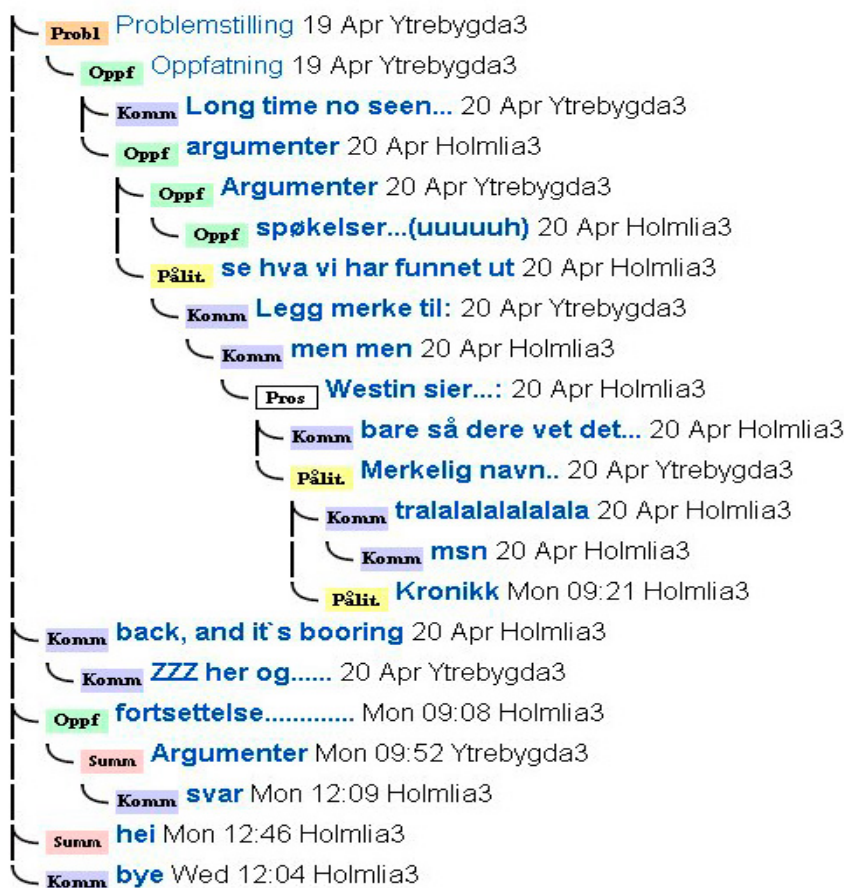 Probl Problemstilling 19 Apr Ytrebygda3
Oppf Oppfatning 19 Apr Ytrebygda3
Komm Long time no seen... 20 Apr Ytrebygda3
Oppf argumenter 20 Apr Holmlia3
Oppf Argumenter 20 Apr Ytrebygda3
Oppf spøkelser...(uuuuuh) 20 Apr Holmlia3
Pålit. se hva vi har funnet ut 20 Apr Holmlia3
Komm Legg merke til: 20 Apr Ytrebygda3
Komm men men 20 Apr Holmlia3
Pros Westin sier...: 20 Apr Holmlia3
Komm bare så dere vet det... 20 Apr Holmlia3
Pålit. Merkelig navn.. 20 Apr Ytrebygda3
Komm tralalalalalalala 20 Apr Holmlia3
Komm msn 20 Apr Holmlia3
Pålit. Kronikk Mon 09:21 Holmlia3
Komm back, and it`s booring 20 Apr Holmlia3
Komm ZZZ her og...... 20 Apr Ytrebygda3
Oppf fortsettelse............. Mon 09:08 Holmlia3
Summ Argumenter Mon 09:52 Ytrebygda3
Komm svar Mon 12:09 Holmlia3
Summ hei Mon 12:46 Holmlia3
Komm bye Wed 12:04 Holmlia3